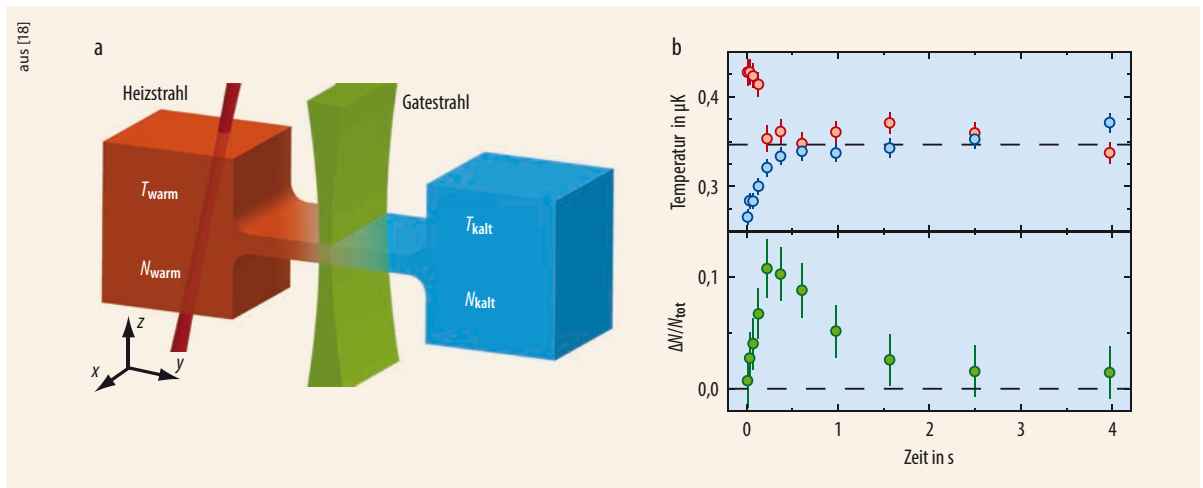 aus [18]
a
Heizstrahl
Gatestrahl
Twarm
Nwarm
Tkalt
Nkalt
z
x
y
b
Temperatur in µK
0,4
0,3
ΔN/Ntot
0,1
0,0
0 1 2 3 4
Zeit in s